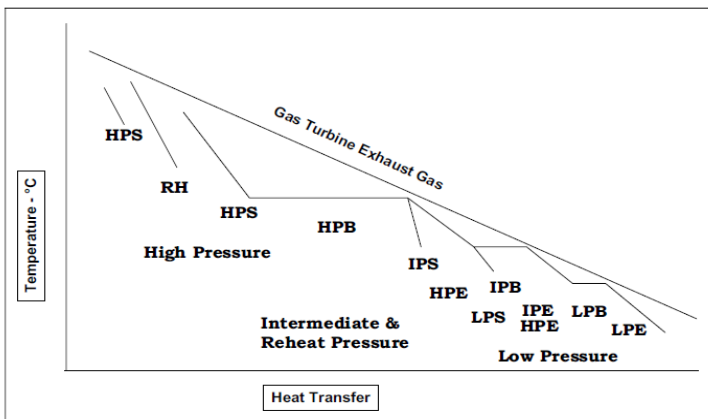 Gas Turbine Exhaust Gas
HPS
RH
HPS
HPB
High Pressure
IPS
HPE
IPB
LPS
IPE
HPE
LPB
LPE
Intermediate &
Reheat Pressure
Low Pressure
Temperature - °C
Heat Transfer